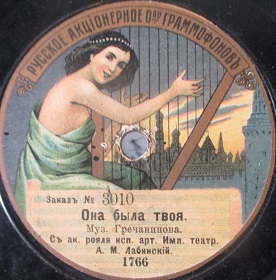 РУССКОЕ АКЦІОНЕРНОЕ О-ВО ГРАММОФОНОВЪ
Заказъ № 3010
Она была твоя.
Муз. Гречанинова.
Съ ак. рояля исп. арт. Имп. театр.
А. М. Лабинскій.
1766